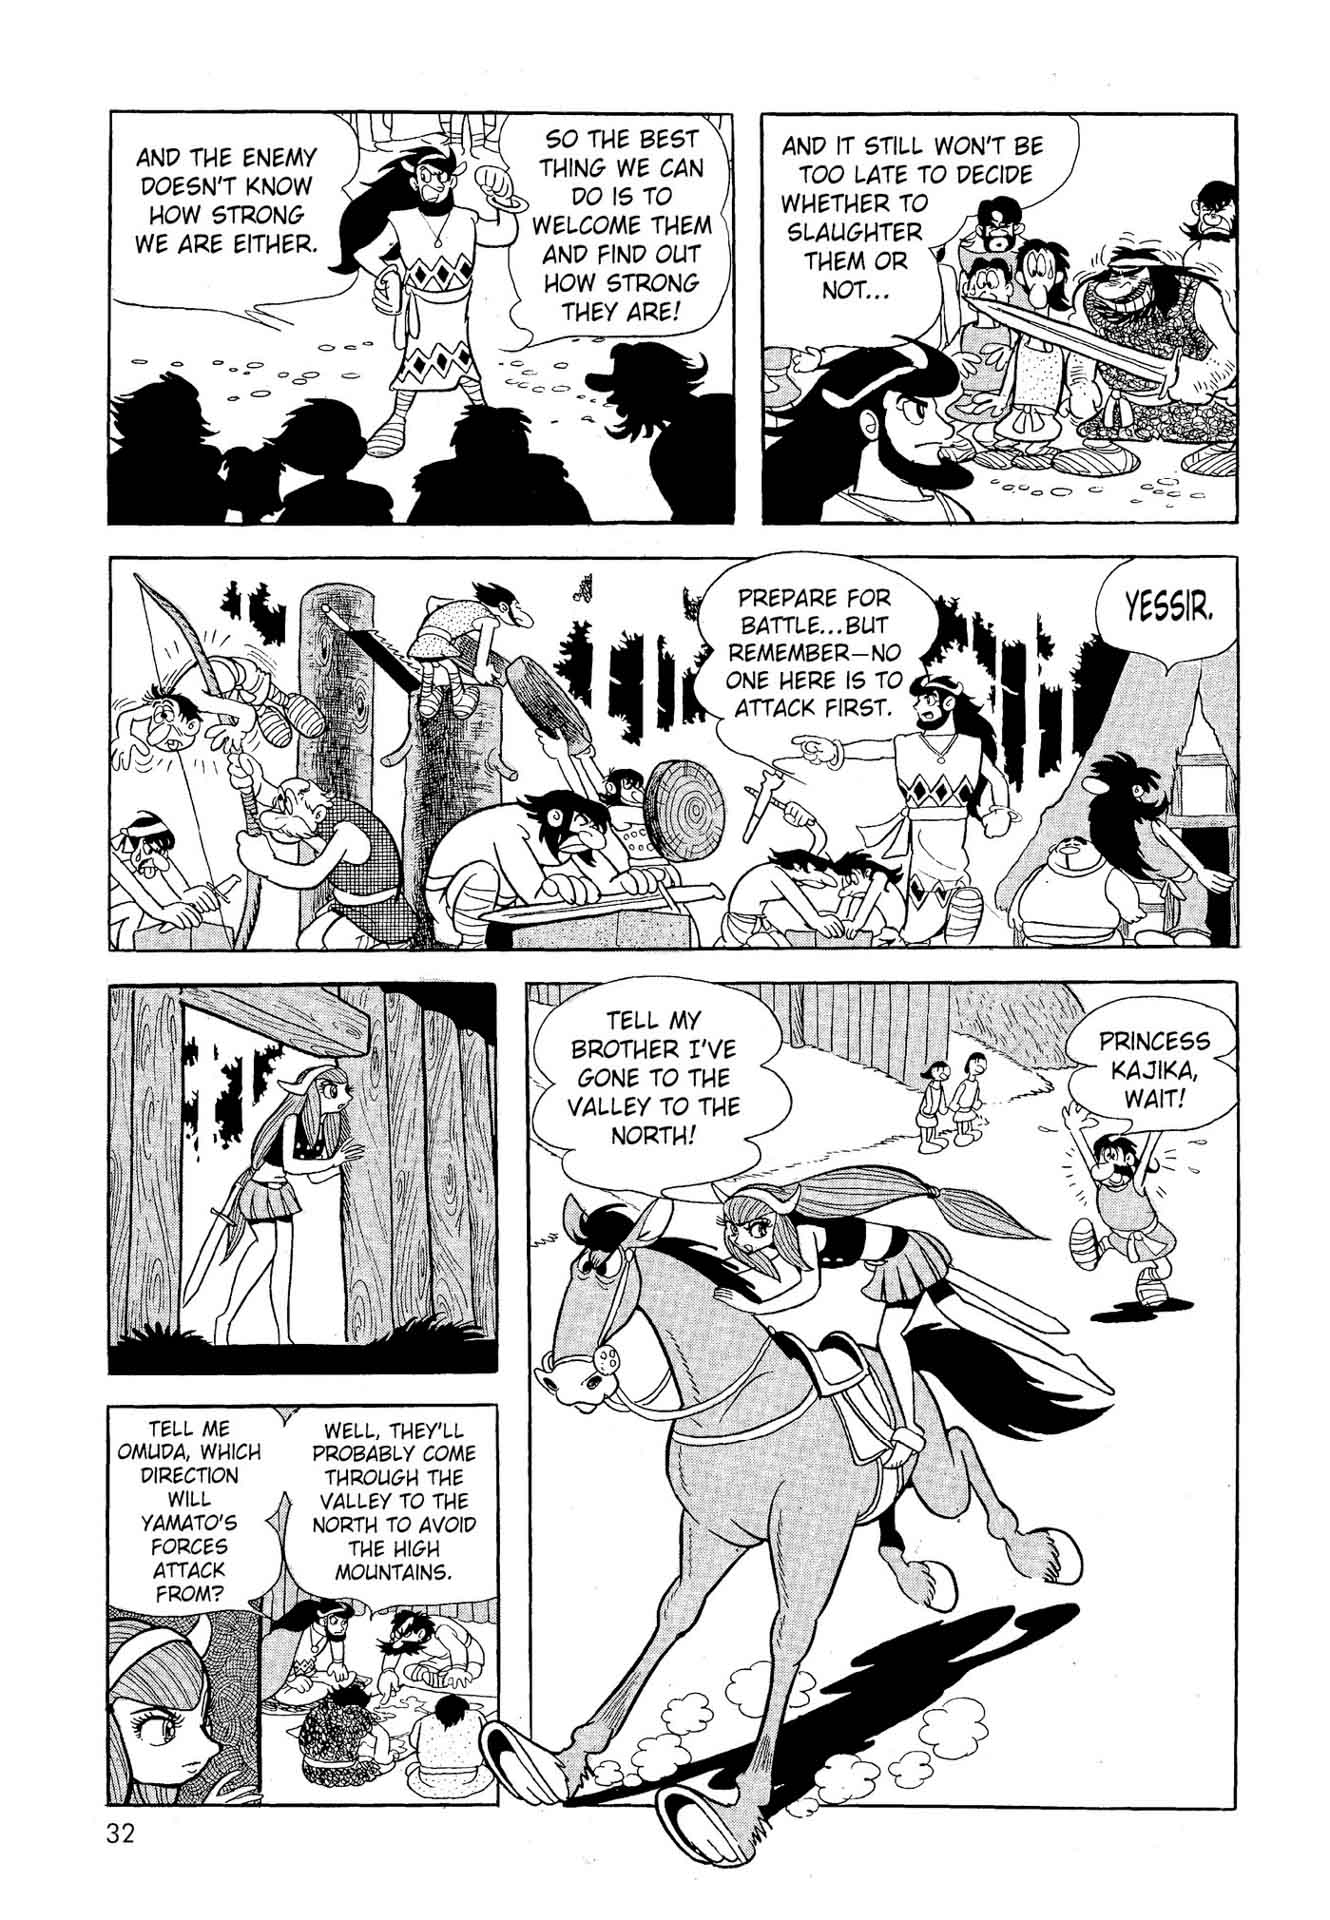 AND THE ENEMY
DOESN'T KNOW
HOW STRONG
WE ARE EITHER.
SO THE BEST
THING WE CAN
DO IS TO
WELCOME THEM
AND FIND OUT
HOW STRONG
THEY ARE!
AND IT STILL WON'T BE
TOO LATE TO DECIDE
WHETHER TO
SLAUGHTER
THEM OR
NOT...
PREPARE FOR
BATTLE...BUT
REMEMBER—NO
ONE HERE IS TO
ATTACK FIRST.
YESSIR.
TELL ME
OMUDA, WHICH
DIRECTION
WILL
YAMATO'S
FORCES
ATTACK
FROM?
WELL, THEY'LL
PROBABLY COME
THROUGH THE
VALLEY TO THE
NORTH TO AVOID
THE HIGH
MOUNTAINS.
TELL MY
BROTHER I'VE
GONE TO THE
VALLEY TO THE
NORTH!
PRINCESS
KAJIKA,
WAIT!
32